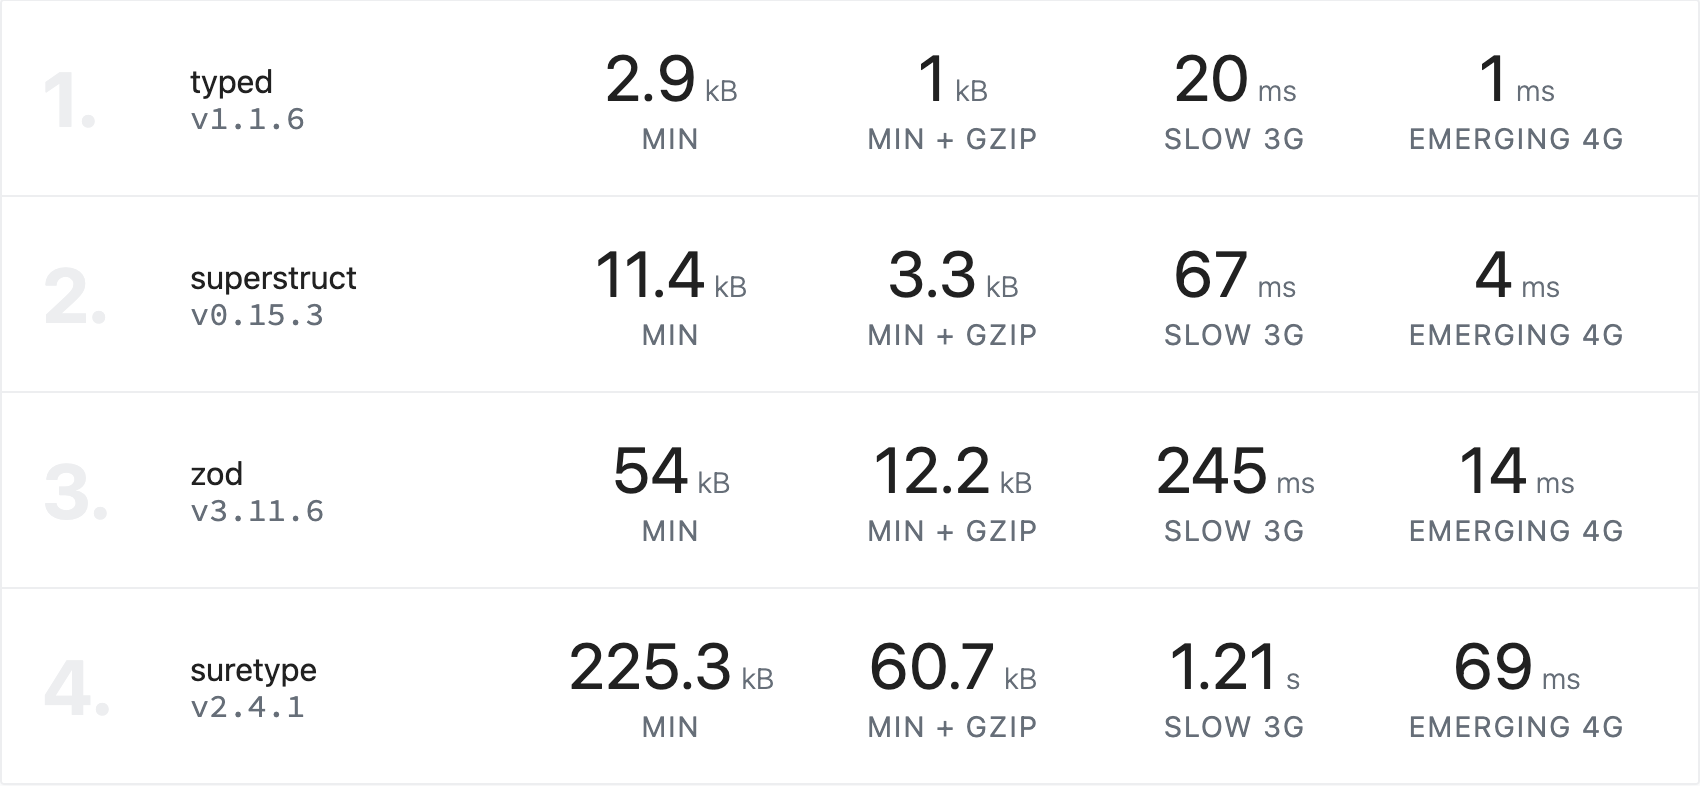 1.
typed
v1.1.6
2.9 kB
MIN
1 kB
MIN + GZIP
20 ms
SLOW 3G
1 ms
EMERGING 4G
2.
superstruct
v0.15.3
11.4 kB
MIN
3.3 kB
MIN + GZIP
67 ms
SLOW 3G
4 ms
EMERGING 4G
3.
zod
v3.11.6
54 kB
MIN
12.2 kB
MIN + GZIP
245 ms
SLOW 3G
14 ms
EMERGING 4G
4.
suretype
v2.4.1
225.3 kB
MIN
60.7 kB
MIN + GZIP
1.21 s
SLOW 3G
69 ms
EMERGING 4G